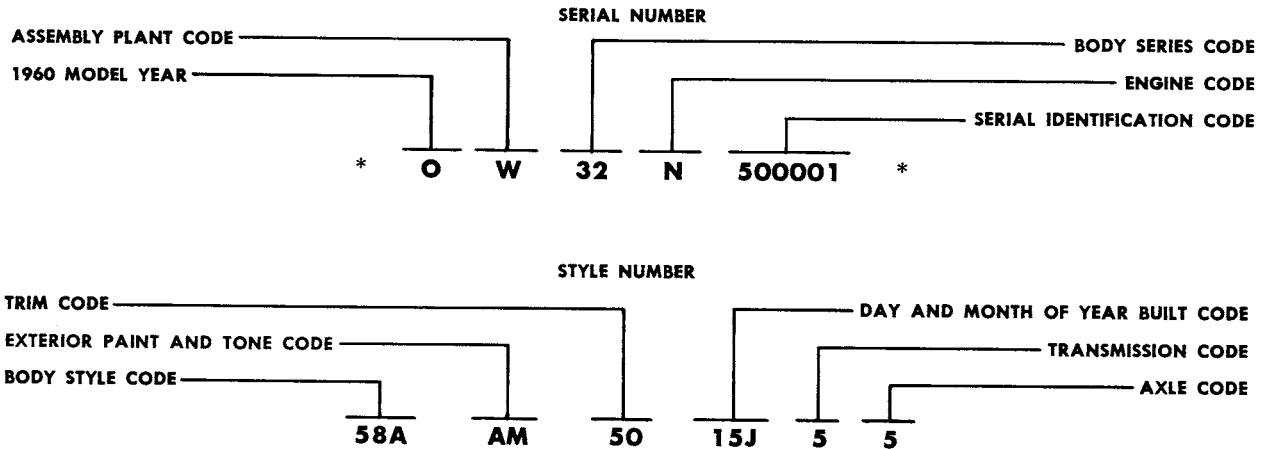 SERIAL NUMBER
ASSEMBLY PLANT CODE
BODY SERIES CODE
1960 MODEL YEAR
ENGINE CODE
SERIAL IDENTIFICATION CODE
* O W 32 N 500001 *
STYLE NUMBER
TRIM CODE
DAY AND MONTH OF YEAR BUILT CODE
EXTERIOR PAINT AND TONE CODE
TRANSMISSION CODE
BODY STYLE CODE
AXLE CODE
58A AM 50 15J 5 5